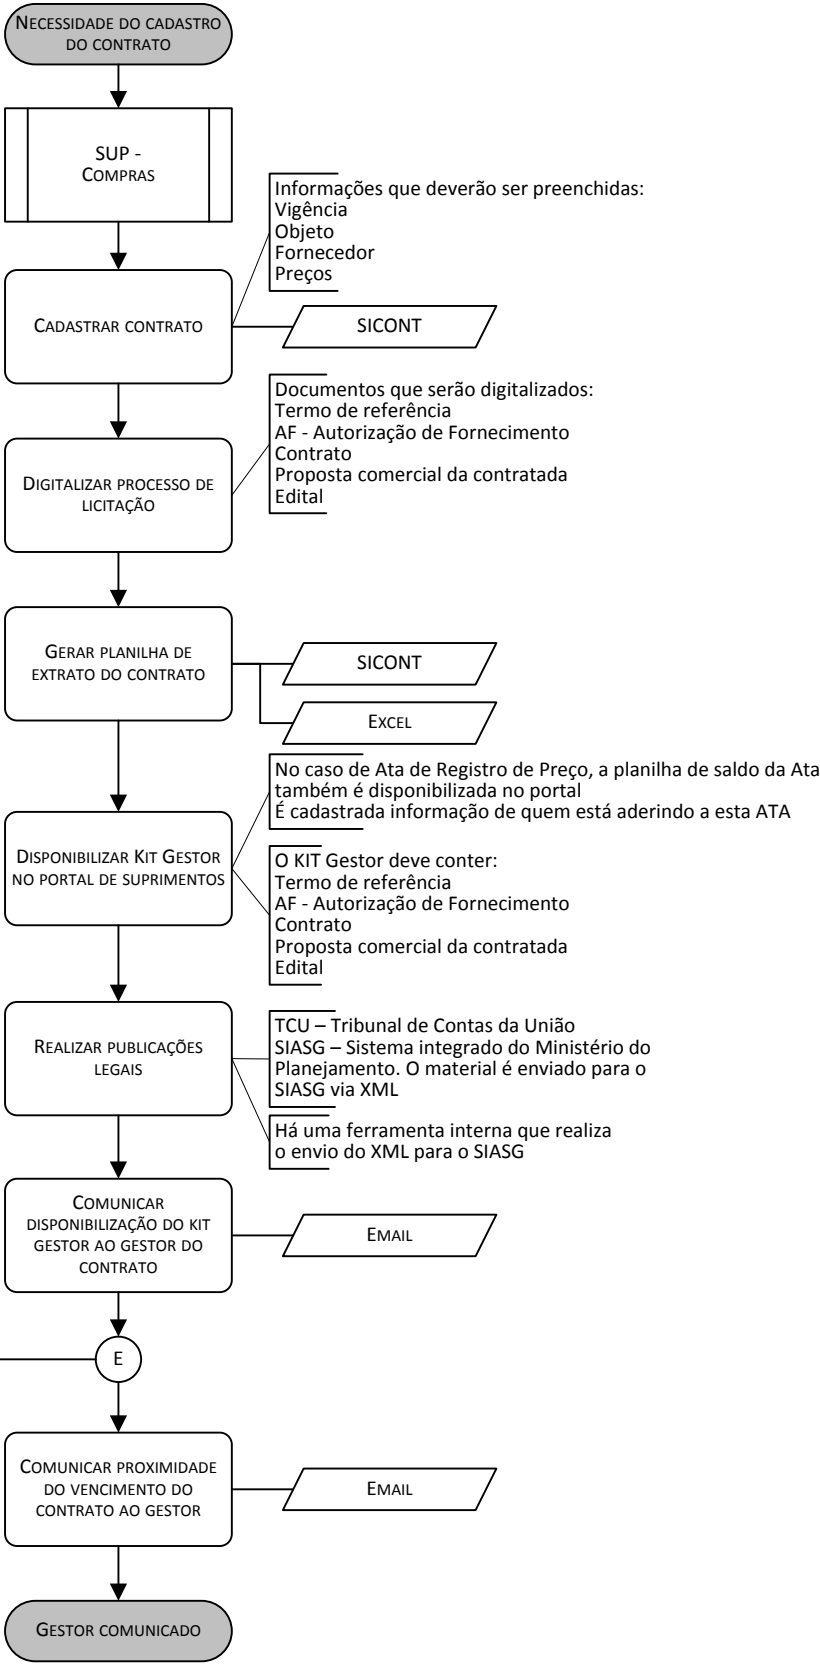 NECESSIDADE DO CADASTRO
DO CONTRATO
SUP -
COMPRAS
Informações que deverão ser preenchidas:
Vigência
Objeto
Fornecedor
Preços
CADASTRAR CONTRATO
SICONT
Documentos que serão digitalizados:
Termo de referência
AF - Autorização de Fornecimento
Contrato
Proposta comercial da contratada
Edital
DIGITALIZAR PROCESSO DE
LICITAÇÃO
GERAR PLANILHA DE
EXTRATO DO CONTRATO
SICONT
EXCEL
No caso de Ata de Registro de Preço, a planilha de saldo da Ata
também é disponibilizada no portal
É cadastrada informação de quem está aderindo a esta ATA
DISPONIBILIZAR KIT GESTOR
NO PORTAL DE SUPRIMENTOS
O KIT Gestor deve conter:
Termo de referência
AF - Autorização de Fornecimento
Contrato
Proposta comercial da contratada
Edital
REALIZAR PUBLICAÇÕES
LEGAIS
TCU – Tribunal de Contas da União
SIASG – Sistema integrado do Ministério do
Planejamento. O material é enviado para o
SIASG via XML
Há uma ferramenta interna que realiza
o envio do XML para o SIASG
COMUNICAR
DISPONIBILIZAÇÃO DO KIT
GESTOR AO GESTOR DO
CONTRATO
EMAIL
E
COMUNICAR PROXIMIDADE
DO VENCIMENTO DO
CONTRATO AO GESTOR
EMAIL
GESTOR COMUNICADO